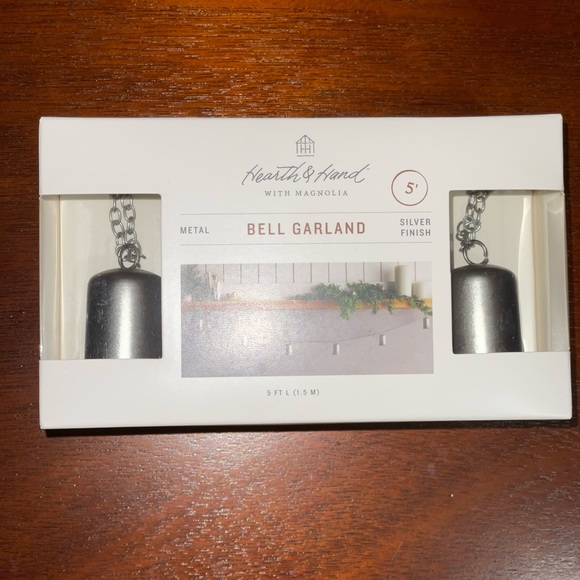 Hearth & Hand
WITH MAGNOLIA
5'
METAL
BELL GARLAND
SILVER
FINISH
5 FT L (1.5 M)